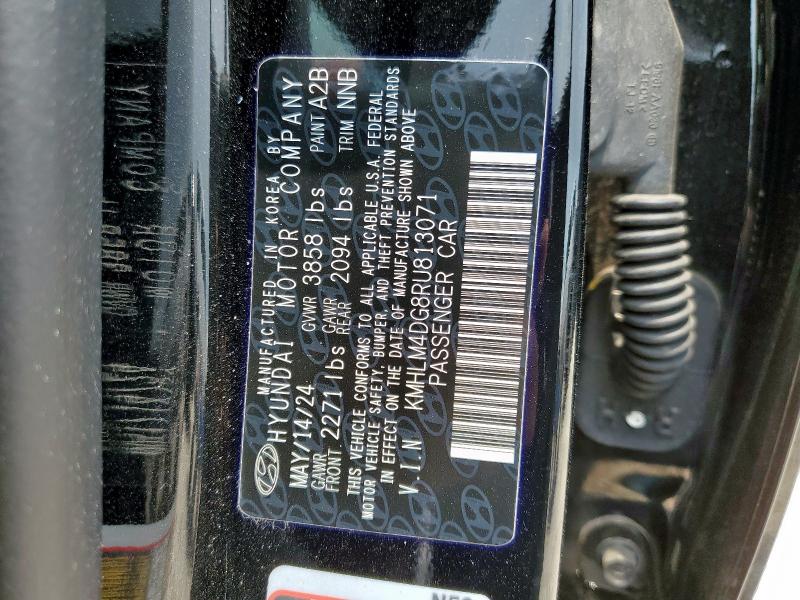 MANUFACTURED IN KOREA BY
HYUNDAI MOTOR COMPANY
MAY/14/24 GVWR 3858 lbs PAINT A2B
GAWR FRONT 2271 lbs GAWR REAR 2094 lbs TRIM NNB
THIS VEHICLE CONFORMS TO ALL APPLICABLE U.S.A. FEDERAL
MOTOR VEHICLE SAFETY, BUMPER, AND THEFT PREVENTION STANDARDS
IN EFFECT ON THE DATE OF MANUFACTURE SHOWN ABOVE
V.I.N KMHLM4DG8RU813071
PASSENGER CAR